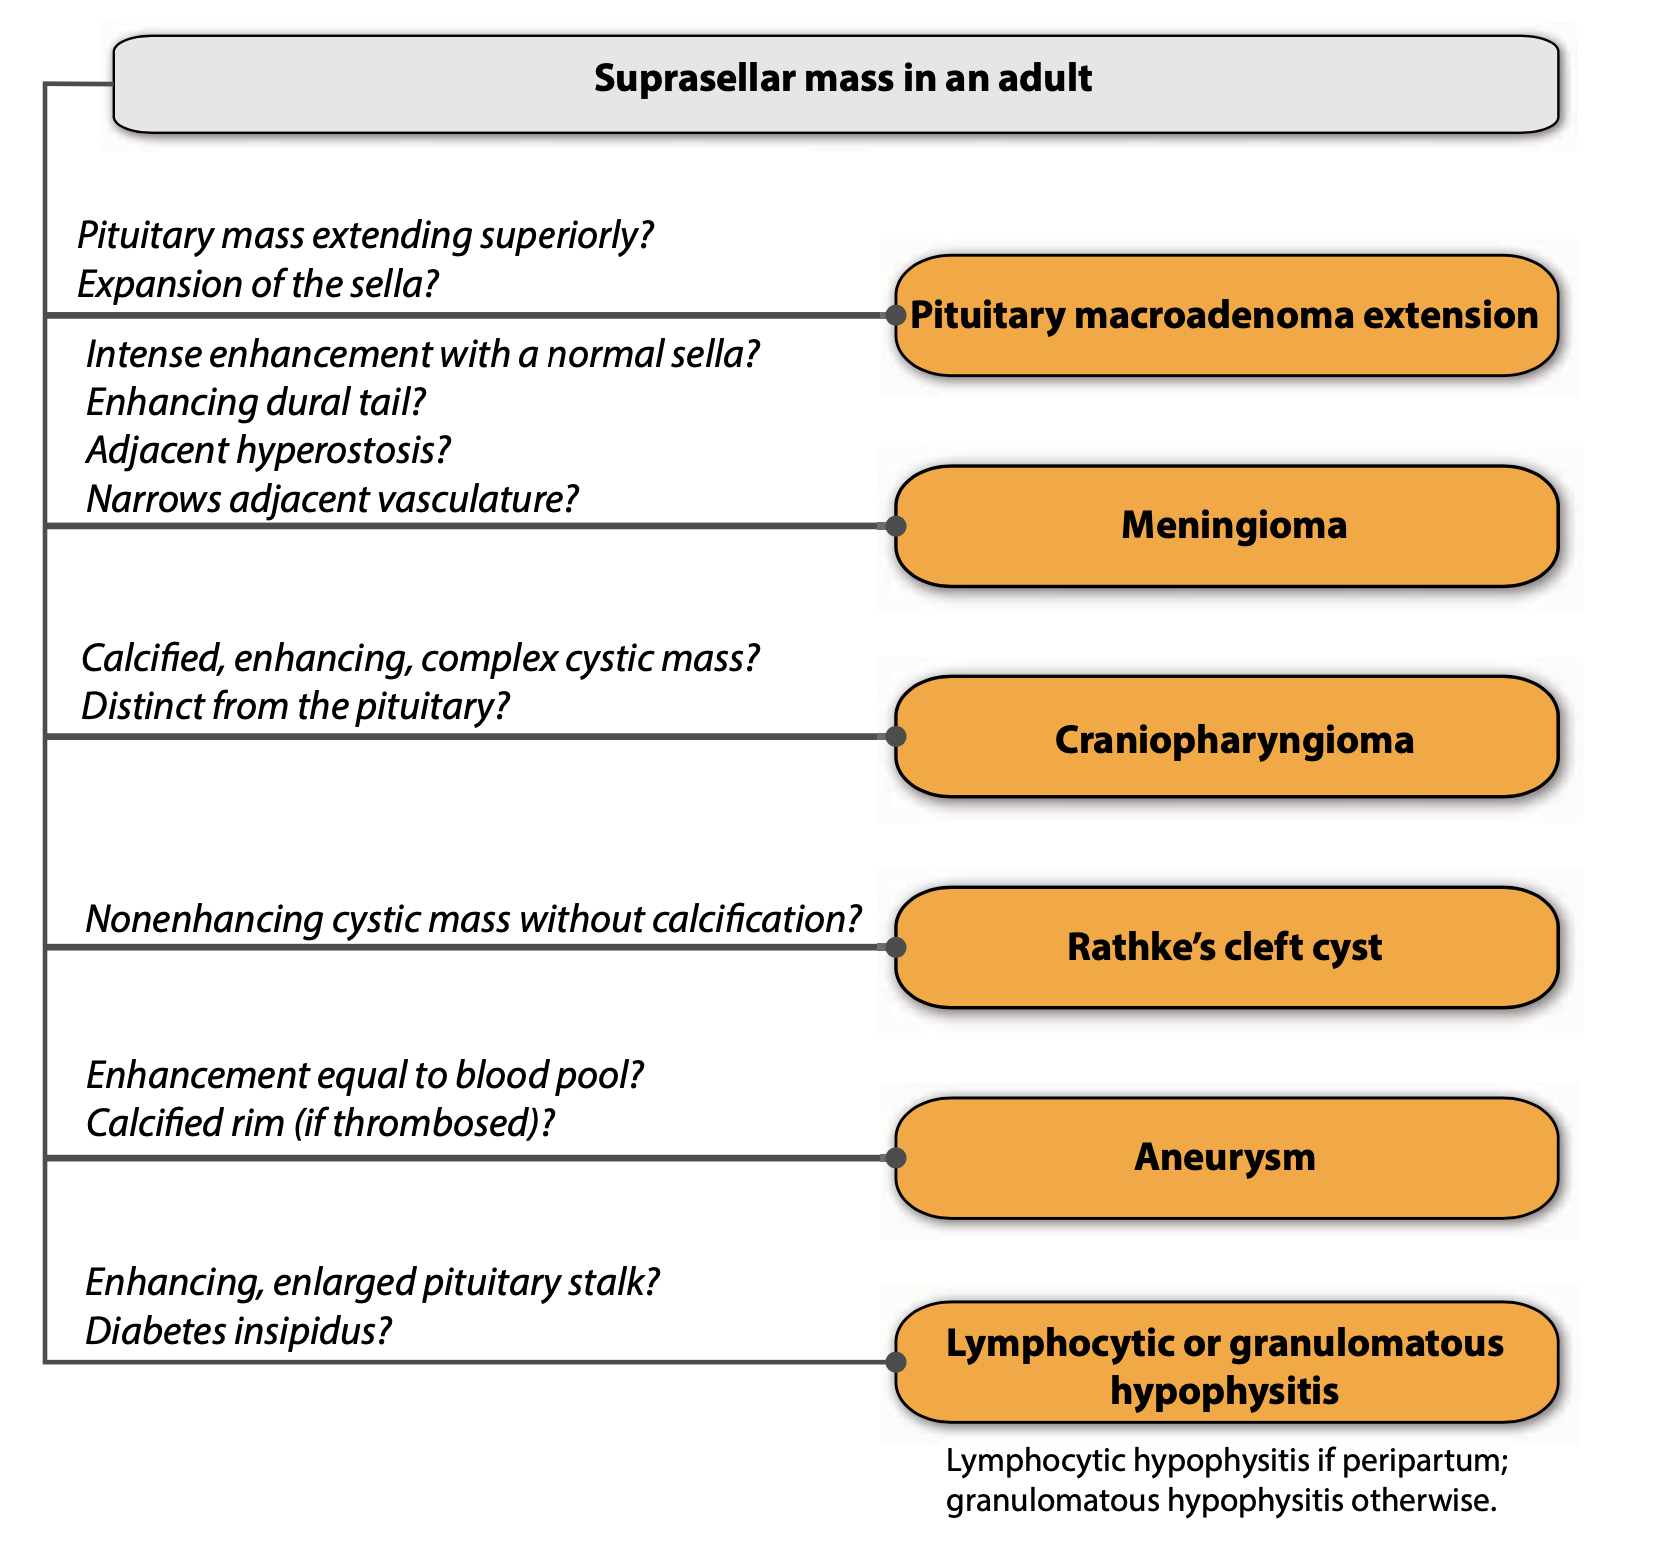 Suprasellar mass in an adult
Pituitary mass extending superiorly?
Expansion of the sella?
Pituitary macroadenoma extension
Intense enhancement with a normal sella?
Enhancing dural tail?
Adjacent hyperostosis?
Narrows adjacent vasculature?
Meningioma
Calcified, enhancing, complex cystic mass?
Distinct from the pituitary?
Craniopharyngioma
Nonenhancing cystic mass without calcification?
Rathke’s cleft cyst
Enhancement equal to blood pool?
Calcified rim (if thrombosed)?
Aneurysm
Enhancing, enlarged pituitary stalk?
Diabetes insipidus?
Lymphocytic or granulomatous
hypophysitis
Lymphocytic hypophysitis if peripartum;
granulomatous hypophysitis otherwise.